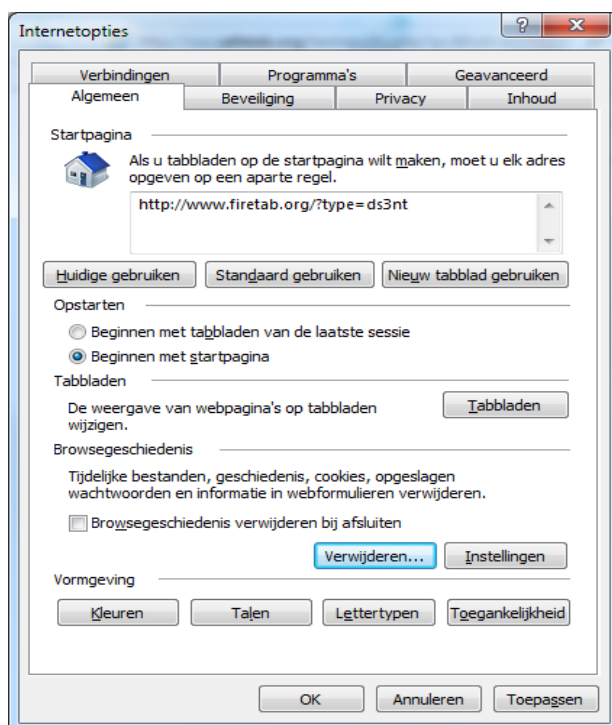 Internetopties
Verbindingen Programma's Geavanceerd
Algemeen Beveiliging Privacy Inhoud
Startpagina
Als u tabbladen op de startpagina wilt maken, moet u elk adres
opgeven op een aparte regel.
http://www.firetab.org/?type=ds3nt
Huidige gebruiken Standaard gebruiken Nieuw tabblad gebruiken
Opstarten
Beginnen met tabbladen van de laatste sessie
Beginnen met startpagina
Tabbladen
De weergave van webpagina's op tabbladen
wijzigen.
Tabbladen
Browsegeschiedenis
Tijdelijke bestanden, geschiedenis, cookies, opgeslagen
wachtwoorden en informatie in webformulieren verwijderen.
Browsegeschiedenis verwijderen bij afsluiten
Verwijderen... Instellingen
Vormgeving
Kleuren Talen Lettertypen Toegankelijkheid
OK Annuleren Toepassen